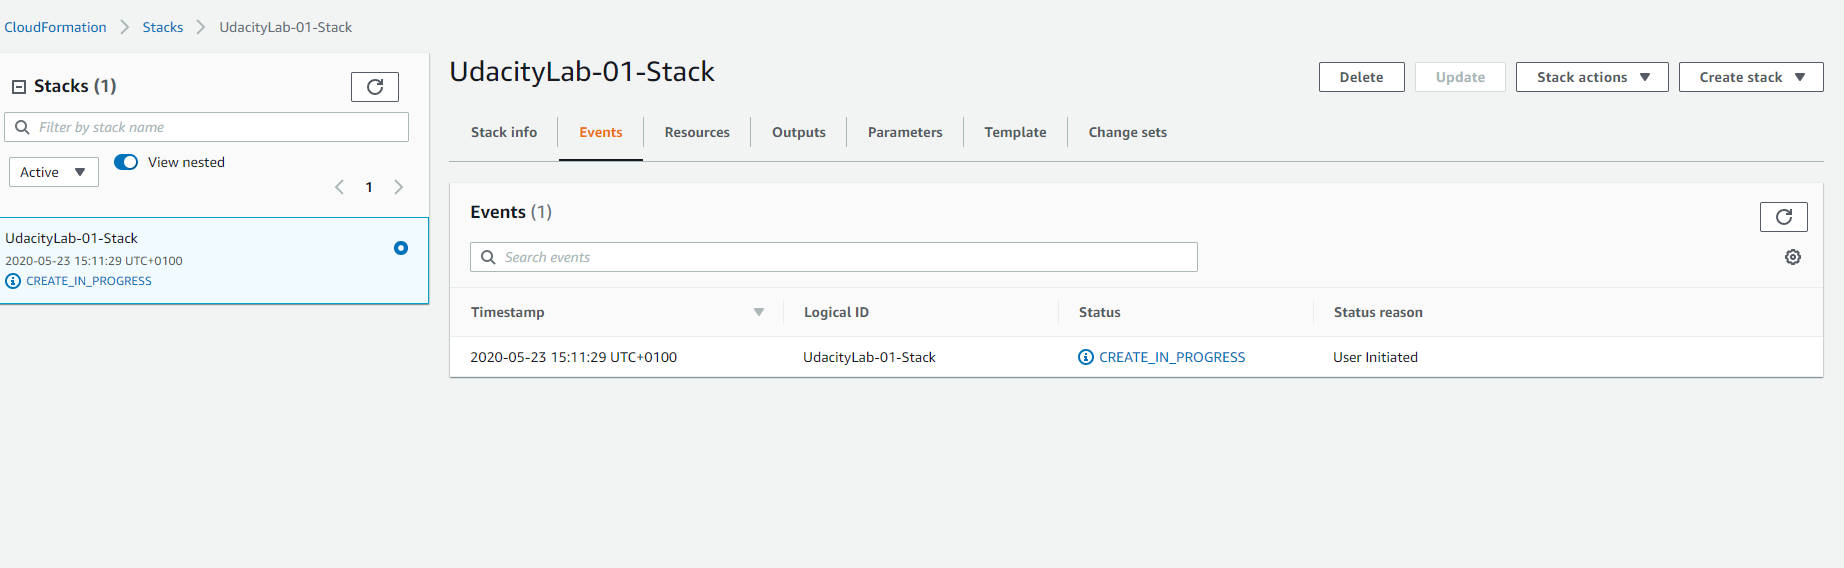 CloudFormation > Stacks > UdacityLab-01-Stack
Stacks (1)
Filter by stack name
Active
View nested
1
UdacityLab-01-Stack
2020-05-23 15:11:29 UTC+0100
CREATE_IN_PROGRESS
UdacityLab-01-Stack
Delete Update Stack actions Create stack
Stack info Events Resources Outputs Parameters Template Change sets
Events (1)
Search events
Timestamp Logical ID Status Status reason
2020-05-23 15:11:29 UTC+0100 UdacityLab-01-Stack CREATE_IN_PROGRESS User Initiated